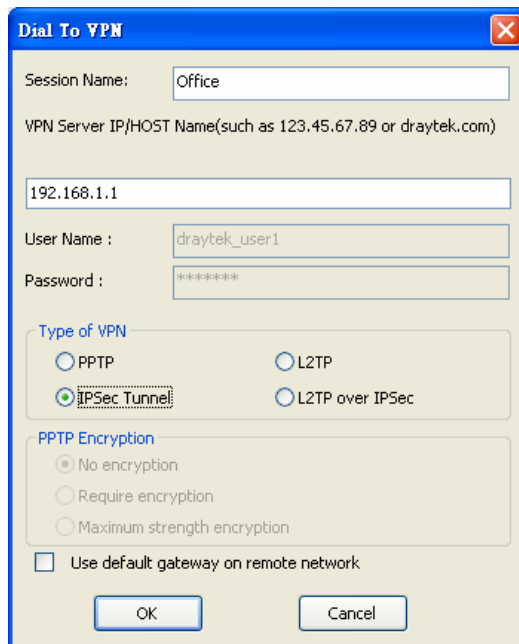 Dial To VPN
Session Name: Office
VPN Server IP/HOST Name(such as 123.45.67.89 or draytek.com)
192.168.1.1
User Name : draytek_user1
Password : *******
Type of VPN
PPTP L2TP
IPSec Tunnel L2TP over IPSec
PPTP Encryption
No encryption
Require encryption
Maximum strength encryption
Use default gateway on remote network
OK Cancel